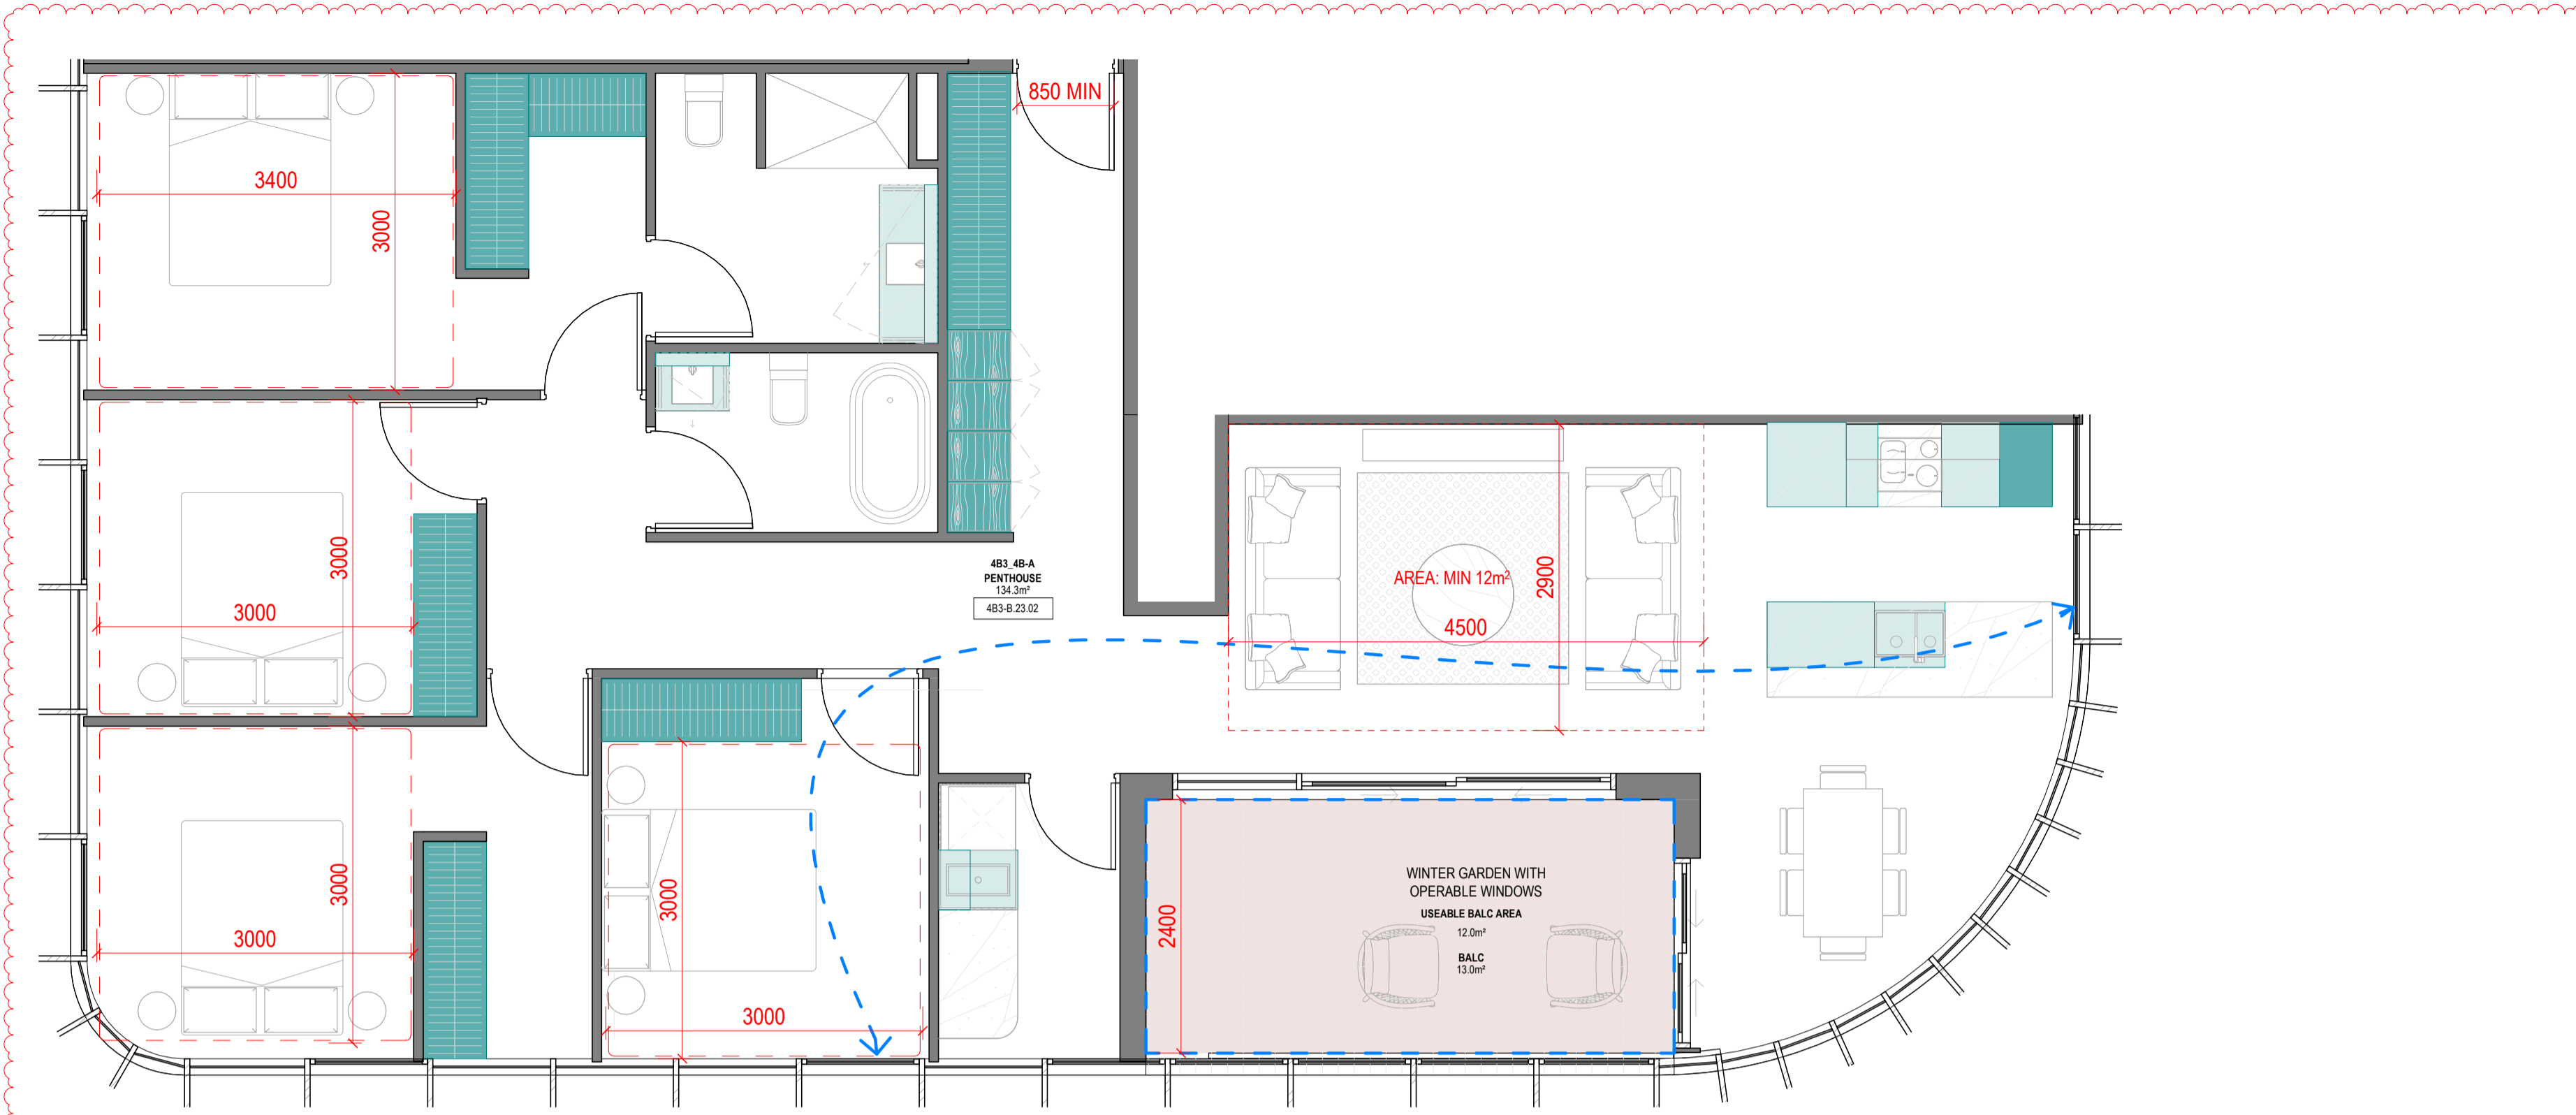 850 MIN
3400
3000
3000
3000
4B3_4B-A
PENTHOUSE
134.3m²
4B3-B.23.02
AREA: MIN 12m²
2900
4500
3000
3000
3000
3000
2400
WINTER GARDEN WITH
OPERABLE WINDOWS
USEABLE BALC AREA
12.0m²
BALC
13.0m²